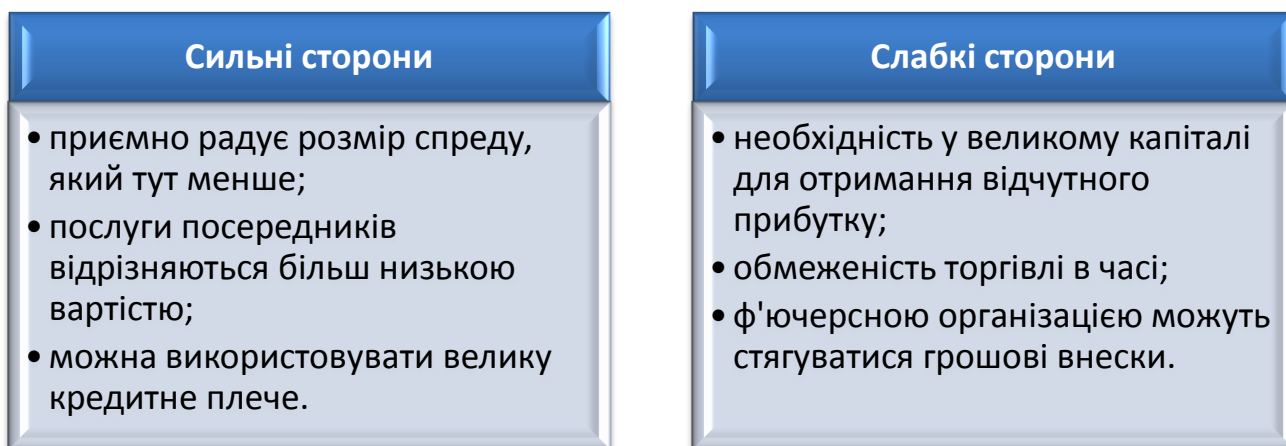 Сильні сторони
• приємно радує розмір спреду,
який тут менше;
• послуги посередників
відрізняються більш низькою
вартістю;
• можна використовувати велику
кредитне плече.
Слабкі сторони
• необхідність у великому капіталі
для отримання відчутного
прибутку;
• обмеженість торгівлі в часі;
• ф'ючерсною організацією можуть
стягуватися грошові внески.